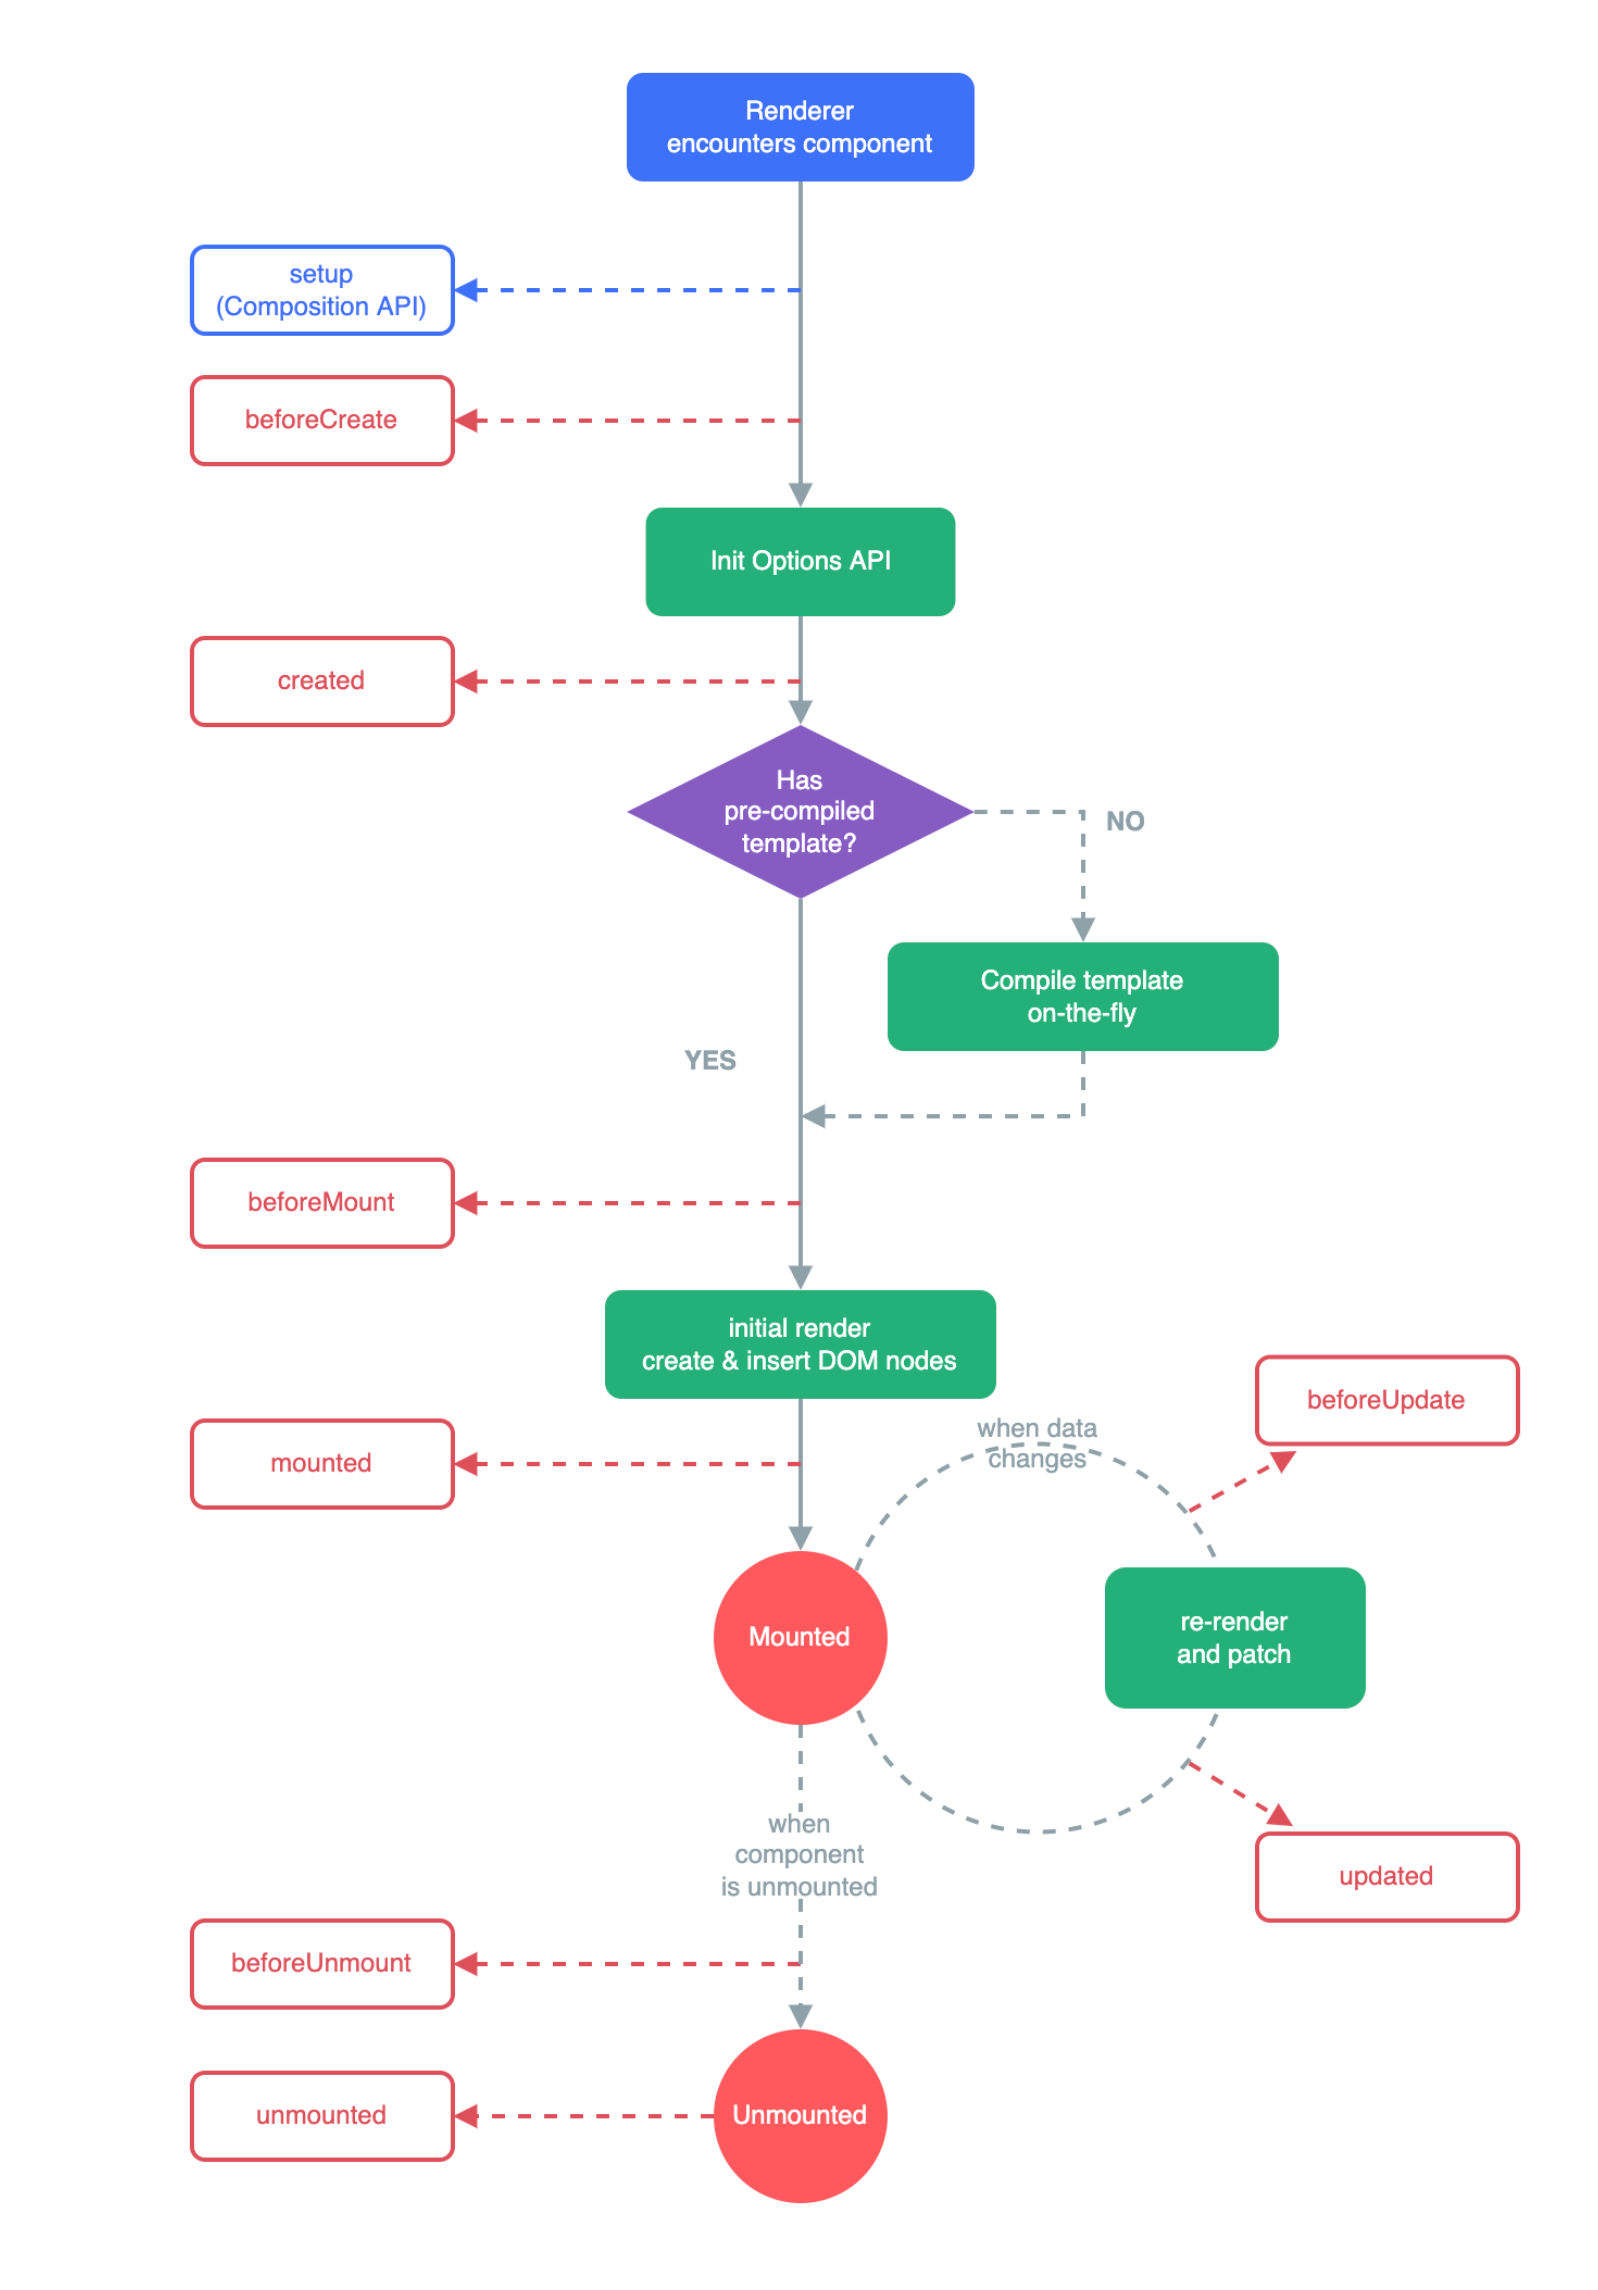 Renderer
encounters component
setup
(Composition API)
beforeCreate
Init Options API
created
Has
pre-compiled
template?
NO
Compile template
on-the-fly
YES
beforeMount
initial render
create & insert DOM nodes
beforeUpdate
when data
changes
mounted
Mounted
re-render
and patch
when
component
is unmounted
updated
beforeUnmount
unmounted
Unmounted